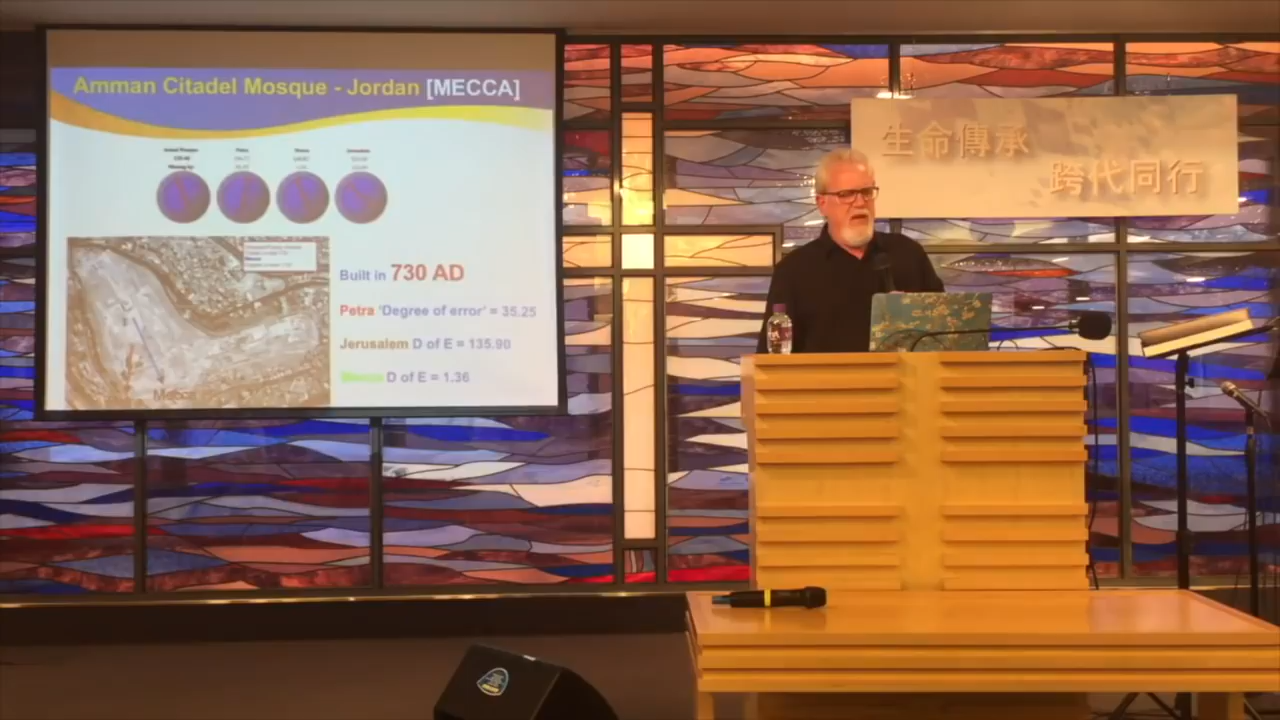 Amman Citadel Mosque - Jordan [MECCA]
Built in 730 AD
Petra 'Degree of error' = 35.25
Jerusalem D of E = 135.90
D of E = 1.36
生命傳承
跨代同行